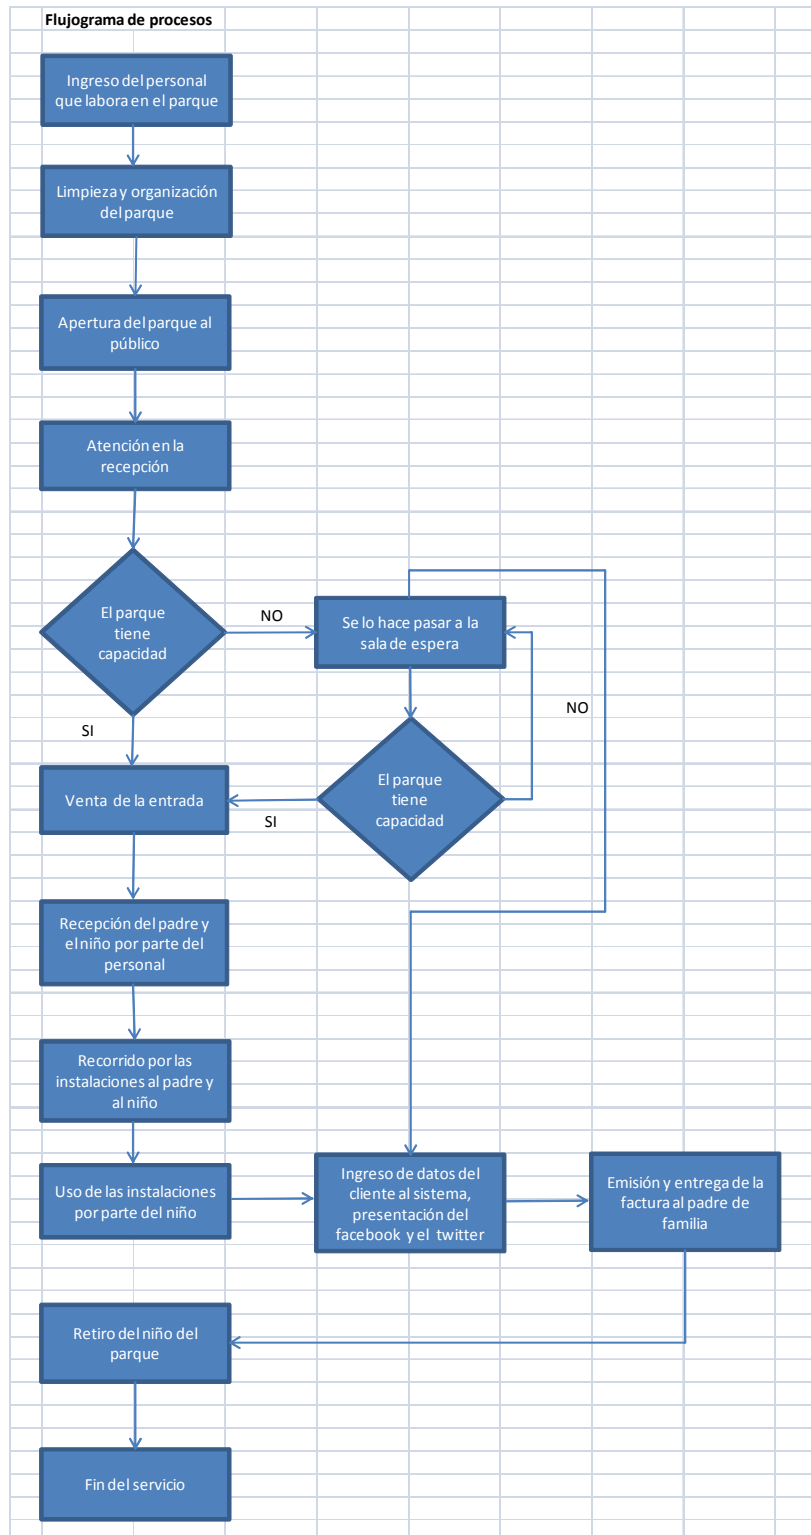 Flujograma de procesos
Ingreso del personal
que labora en el parque
Limpieza y organización
del parque
Apertura del parque al
público
Atención en la
recepción
El parque
tiene
capacidad
NO
Se lo hace pasar a la
sala de espera
NO
SI
Venta de la entrada
SI
El parque
tiene
capacidad
Recepción del padre y
el niño por parte del
personal
Recorrido por las
instalaciones al padre y
al niño
Uso de las instalaciones
por parte del niño
Ingreso de datos del
cliente al sistema,
presentación del
facebook y el twitter
Emisión y entrega de la
factura al padre de
familia
Retiro del niño del
parque
Fin del servicio